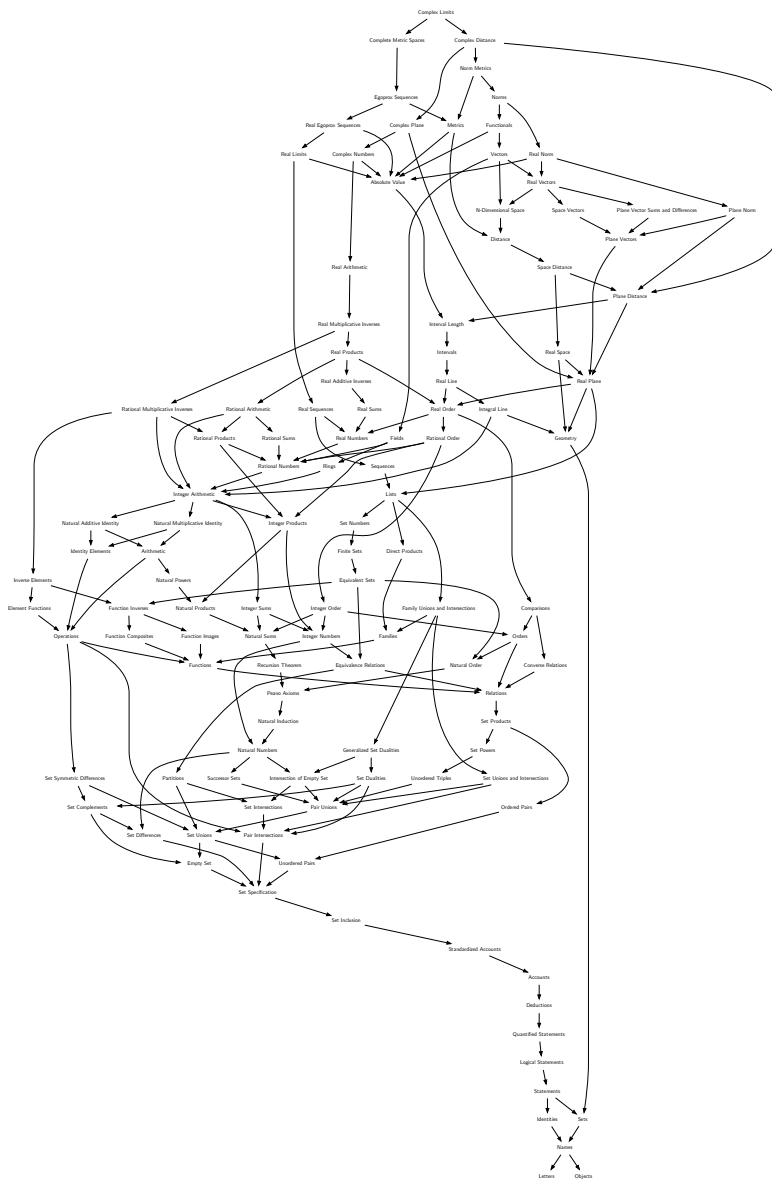 Complex Limits
Complete Metric Spaces
Complex Distance
Norm Metrics
Egoprox Sequences
Norms
Real Egoprox Sequences
Complex Plane
Metrics
Functionals
Real Limits
Complex Numbers
Vectors
Real Norm
Absolute Value
Real Vectors
N-Dimensional Space
Space Vectors
Plane Vector Sums and Differences
Plane Norm
Distance
Plane Vectors
Real Arithmetic
Space Distance
Plane Distance
Real Multiplicative Inverses
Interval Length
Real Products
Intervals
Real Space
Real Additive Inverses
Real Line
Real Plane
Rational Multiplicative Inverses
Rational Arithmetic
Real Sequences
Real Sums
Real Order
Integral Line
Rational Products
Rational Sums
Real Numbers
Fields
Rational Order
Geometry
Rational Numbers
Rings
Sequences
Integer Arithmetic
Lists
Natural Additive Identity
Natural Multiplicative Identity
Integer Products
Set Numbers
Identity Elements
Arithmetic
Finite Sets
Direct Products
Inverse Elements
Natural Powers
Equivalent Sets
Element Functions
Function Inverses
Natural Products
Integer Sums
Integer Order
Family Unions and Intersections
Comparisons
Operations
Function Composites
Function Images
Natural Sums
Integer Numbers
Families
Orders
Functions
Recursion Theorem
Equivalence Relations
Natural Order
Converse Relations
Peano Axioms
Relations
Natural Induction
Set Products
Natural Numbers
Generalized Set Dualities
Set Powers
Set Symmetric Differences
Partitions
Successor Sets
Intersection of Empty Set
Set Dualities
Unordered Triples
Set Unions and Intersections
Set Complements
Set Intersections
Pair Unions
Ordered Pairs
Set Differences
Set Unions
Pair Intersections
Empty Set
Unordered Pairs
Set Specification
Set Inclusion
Standardized Accounts
Accounts
Deductions
Quantified Statements
Logical Statements
Statements
Identities
Sets
Names
Letters
Objects